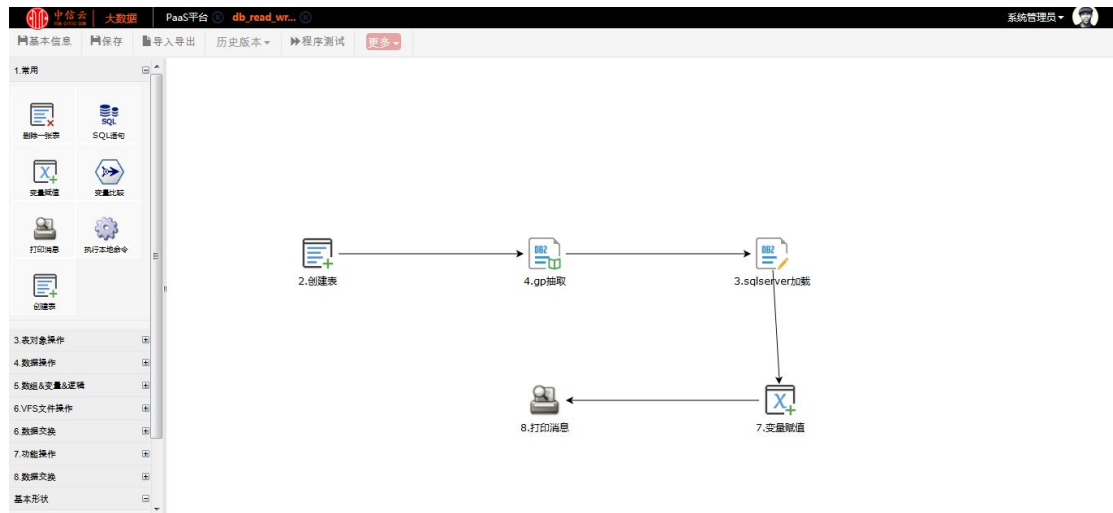 中信云 大数据 PaaS平台 db_read_wr... 系统管理员
基本信息 保存 导入导出 历史版本 程序测试 更多
1.常用
删除一张表 SQL语句
变量赋值 变量比较
打印消息 执行本地命令
创建表
3.表对象操作
4.数据操作
5.数组&变量&逻辑
6.VFS文件操作
6.数据交换
7.功能操作
8.数据交换
基本形状
2.创建表 4.gp抽取 3.sqlserver加载
8.打印消息 7.变量赋值